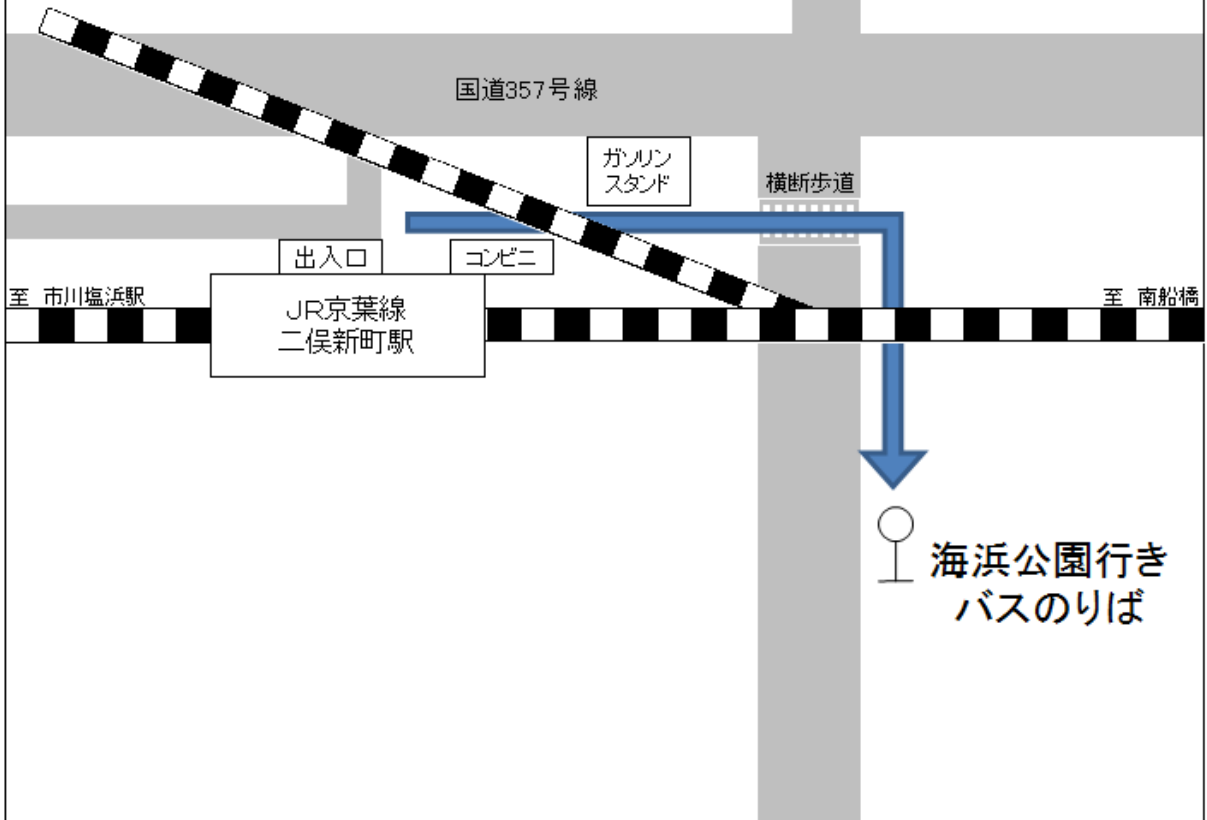 国道357号線
ガソリン
スタンド
横断歩道
出入口
コンビニ
至 市川塩浜駅
JR京葉線
二俣新町駅
至 南船橋
海浜公園行き
バスのりば